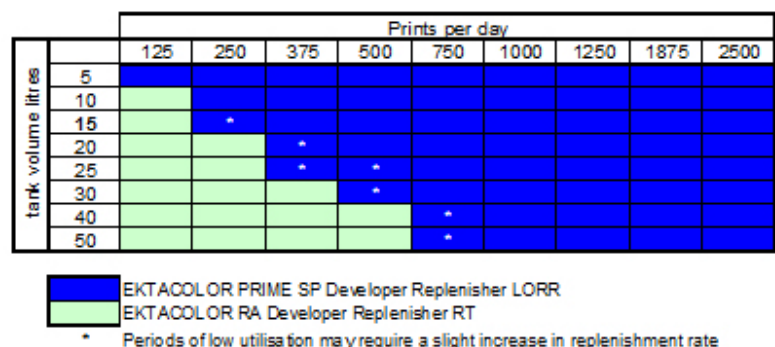 Prints per day
125 250 375 500 750 1000 1250 1875 2500
tank volume litres
5
10
15 *
20 *
25 * *
30 *
40 *
50 *
EKTACOLOR PRIME SP Developer Replenisher LORR
EKTACOLOR RA Developer Replenisher RT
* Periods of low utilisation may require a slight increase in replenishment rate